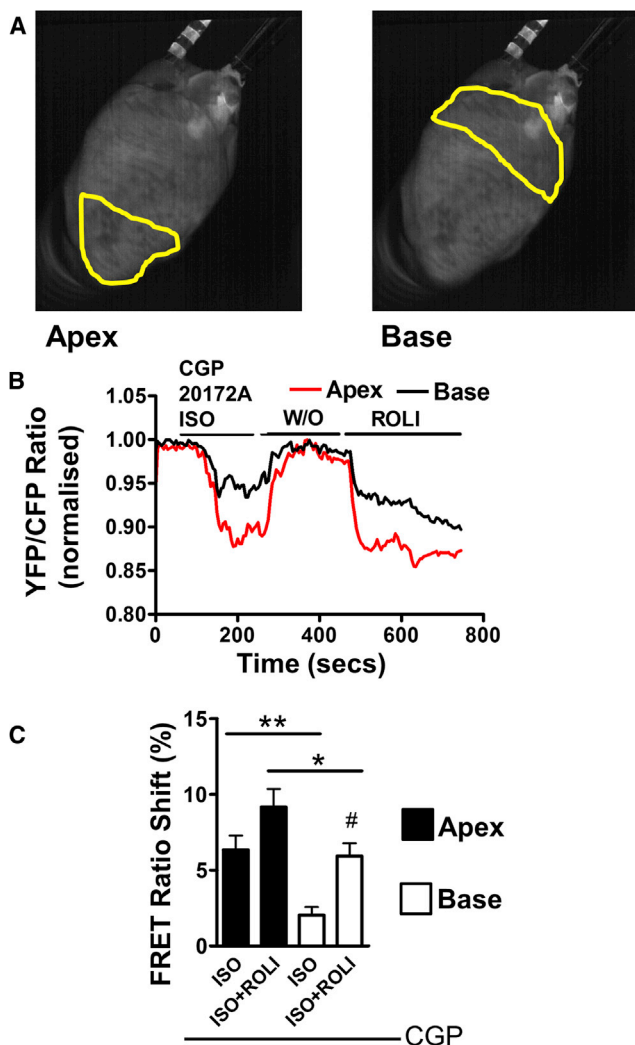 A
Apex
Base
B
CGP
20172A
ISO
Apex
Base
W/O
ROLI
YFP/CFP Ratio
(normalised)
1.05
1.00
0.95
0.90
0.85
0.80
0
200
400
600
800
Time (secs)
C
FRET Ratio Shift (%)
15
10
5
0
**
*
#
Apex
Base
ISO
ISO+ROLI
ISO
ISO+ROLI
CGP